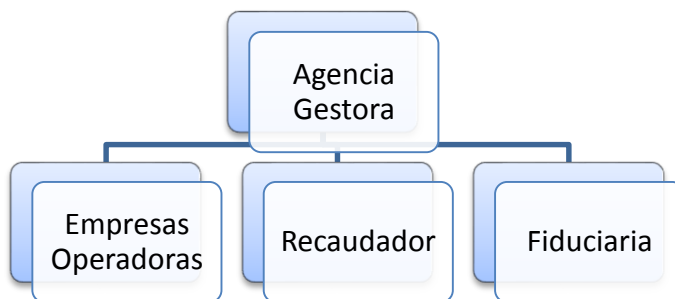 Agencia
Gestora
Empresas
Operadoras
Recaudador
Fiduciaria